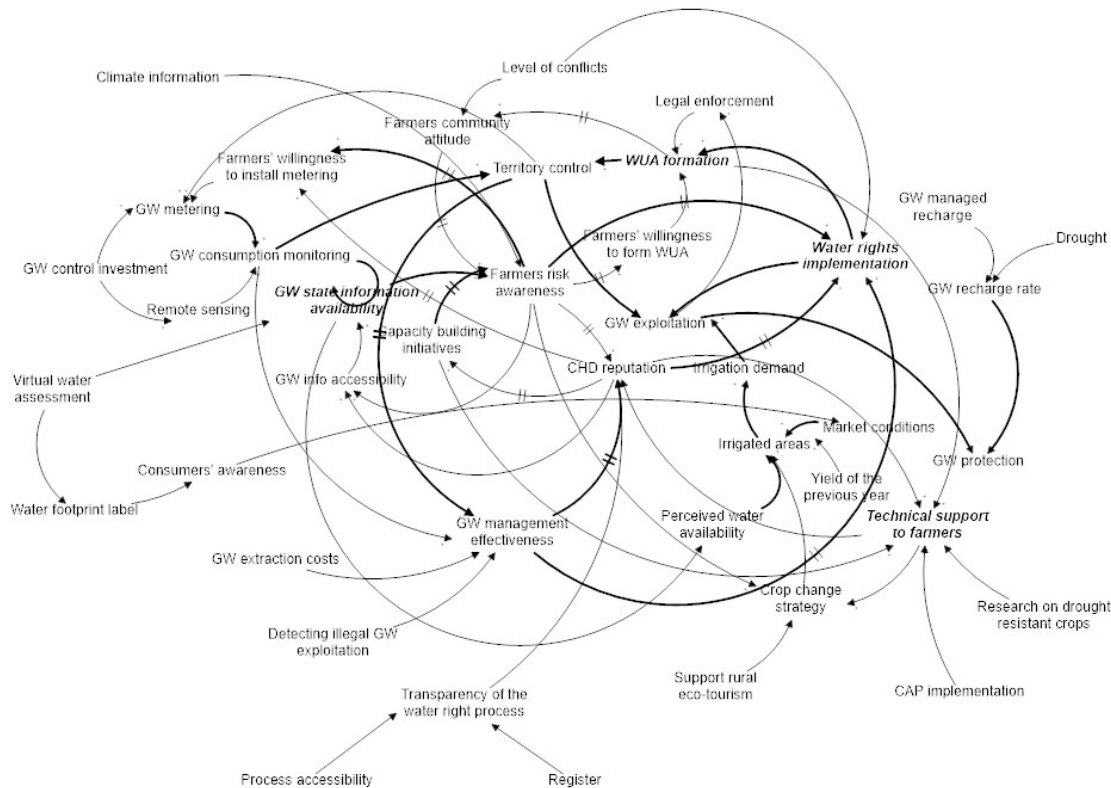 Level of conflicts
Climate information
Legal enforcement
Farmers community
attitude
Farmers' willingness
to install metering
Territory control
WUA formation
GW managed
recharge
GW metering
Farmers' willingness
to form WUA
Drought
GW consumption monitoring
Water rights
implementation
GW control investment
Farmers risk
awareness
GW state information
availability
GW recharge rate
Remote sensing
GW exploitation
Capacity building
initiatives
CHD reputation
Irrigation demand
Virtual water
assessment
GW info accessibility
Market conditions
Irrigated areas
GW protection
Consumers' awareness
Yield of the
previous year
Water footprint label
Perceived water
availability
Technical support
to farmers
GW management
effectiveness
GW extraction costs
Crop change
strategy
Research on drought
resistant crops
Detecting illegal GW
exploitation
Support rural
eco-tourism
CAP implementation
Transparency of the
water right process
Process accessibility
Register